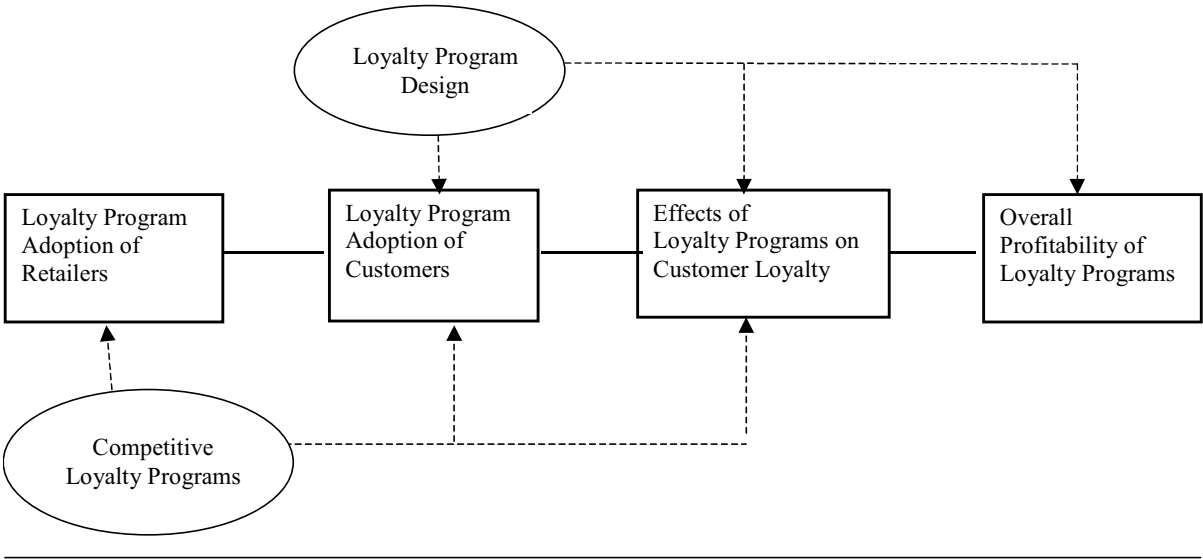 Loyalty Program
Design
Loyalty Program
Adoption of
Retailers
Loyalty Program
Adoption of
Customers
Effects of
Loyalty Programs on
Customer Loyalty
Overall
Profitability of
Loyalty Programs
Competitive
Loyalty Programs